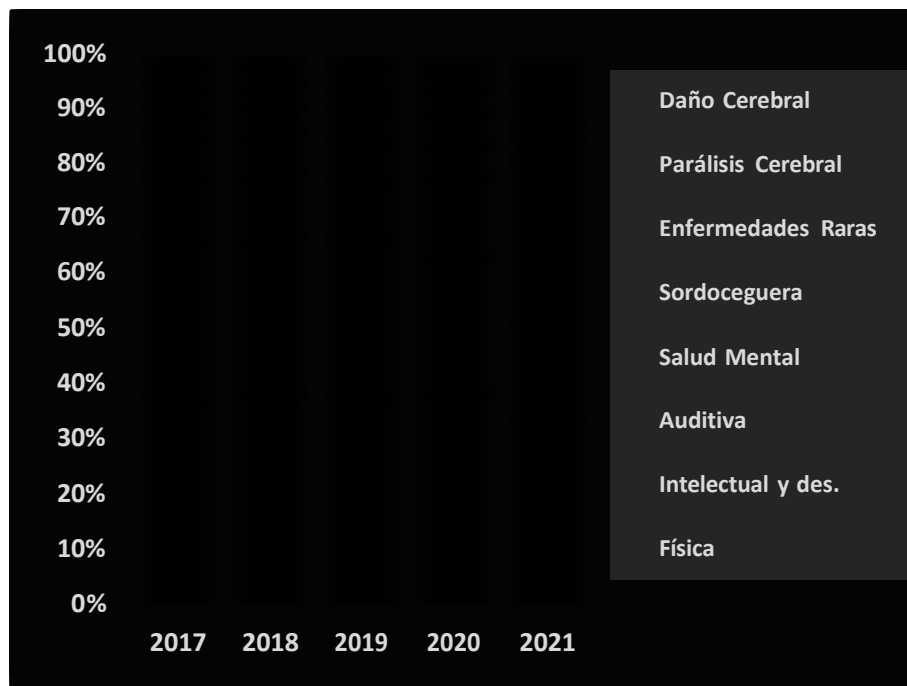 100%
90%
80%
70%
60%
50%
40%
30%
20%
10%
0%
2017 2018 2019 2020 2021
Daño Cerebral
Parálisis Cerebral
Enfermedades Raras
Sordoceguera
Salud Mental
Auditiva
Intelectual y des.
Física